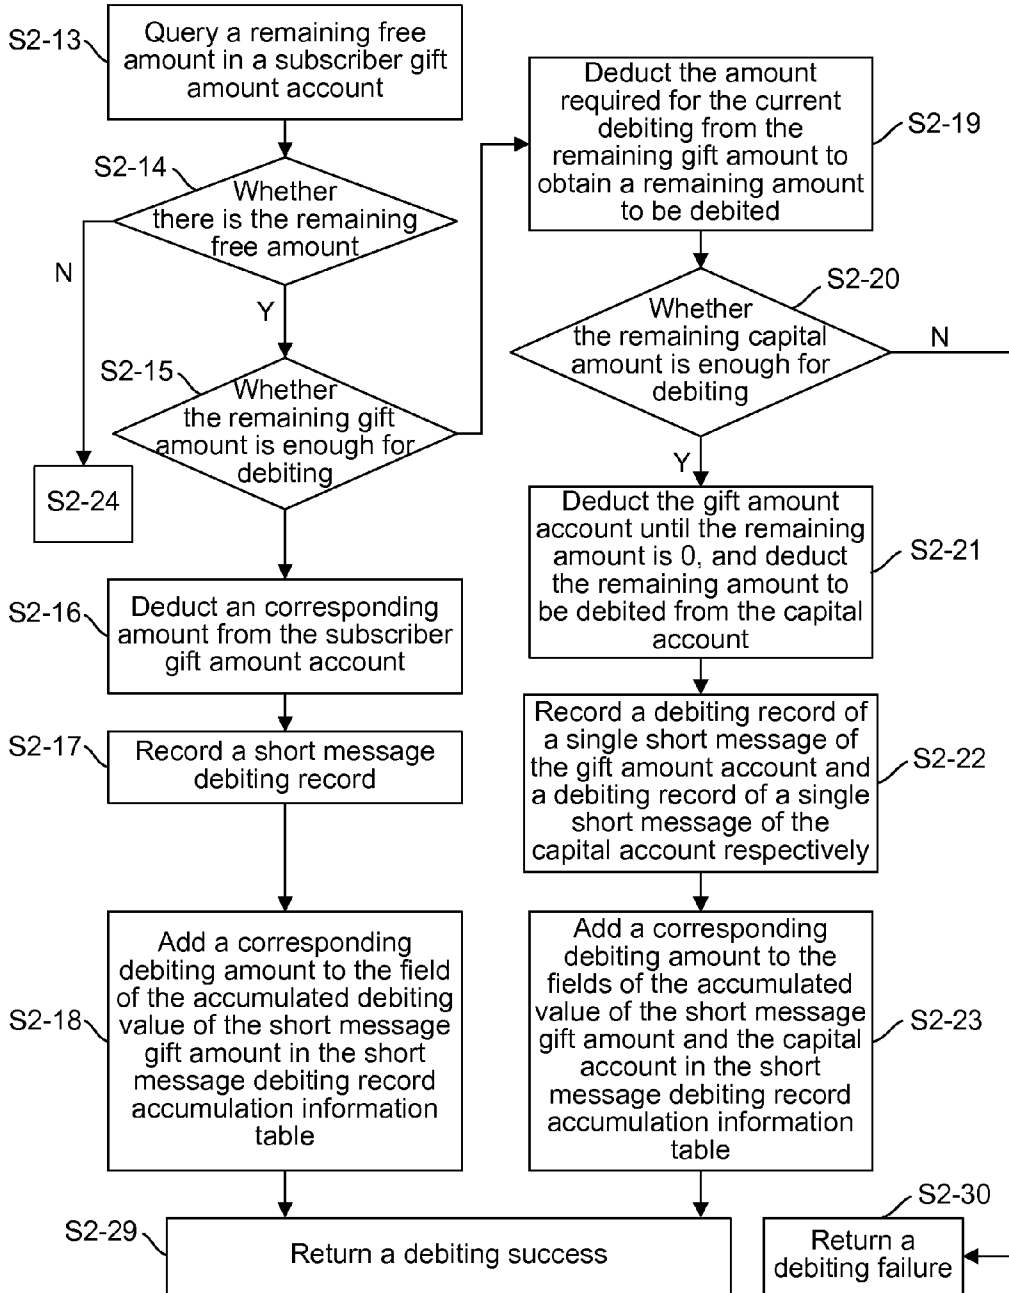 S2-13
Query a remaining free
amount in a subscriber gift
amount account
S2-14
Whether
there is the remaining
free amount
N
Y
S2-15
Whether
the remaining gift
amount is enough for
debiting
S2-24
S2-16
Deduct an corresponding
amount from the subscriber
gift amount account
S2-17
Record a short message
debiting record
S2-18
Add a corresponding
debiting amount to the field
of the accumulated debiting
value of the short message
gift amount in the short
message debiting record
accumulation information
table
S2-19
Deduct the amount
required for the current
debiting from the
remaining gift amount to
obtain a remaining amount
to be debited
S2-20
Whether
the remaining capital
amount is enough for
debiting
N
Y
S2-21
Deduct the gift amount
account until the remaining
amount is 0, and deduct
the remaining amount to
be debited from the capital
account
S2-22
Record a debiting record of
a single short message of
the gift amount account and
a debiting record of a single
short message of the
capital account respectively
S2-23
Add a corresponding
debiting amount to the
fields of the accumulated
value of the short message
gift amount and the capital
account in the short
message debiting record
accumulation information
table
S2-29
Return a debiting success
S2-30
Return a
debiting failure